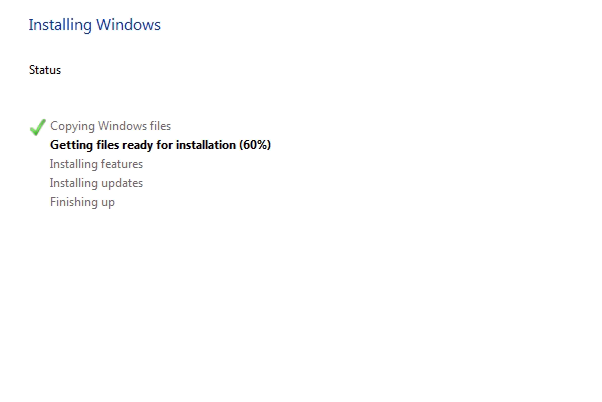 Installing Windows
Status
Copying Windows files
Getting files ready for installation (60%)
Installing features
Installing updates
Finishing up